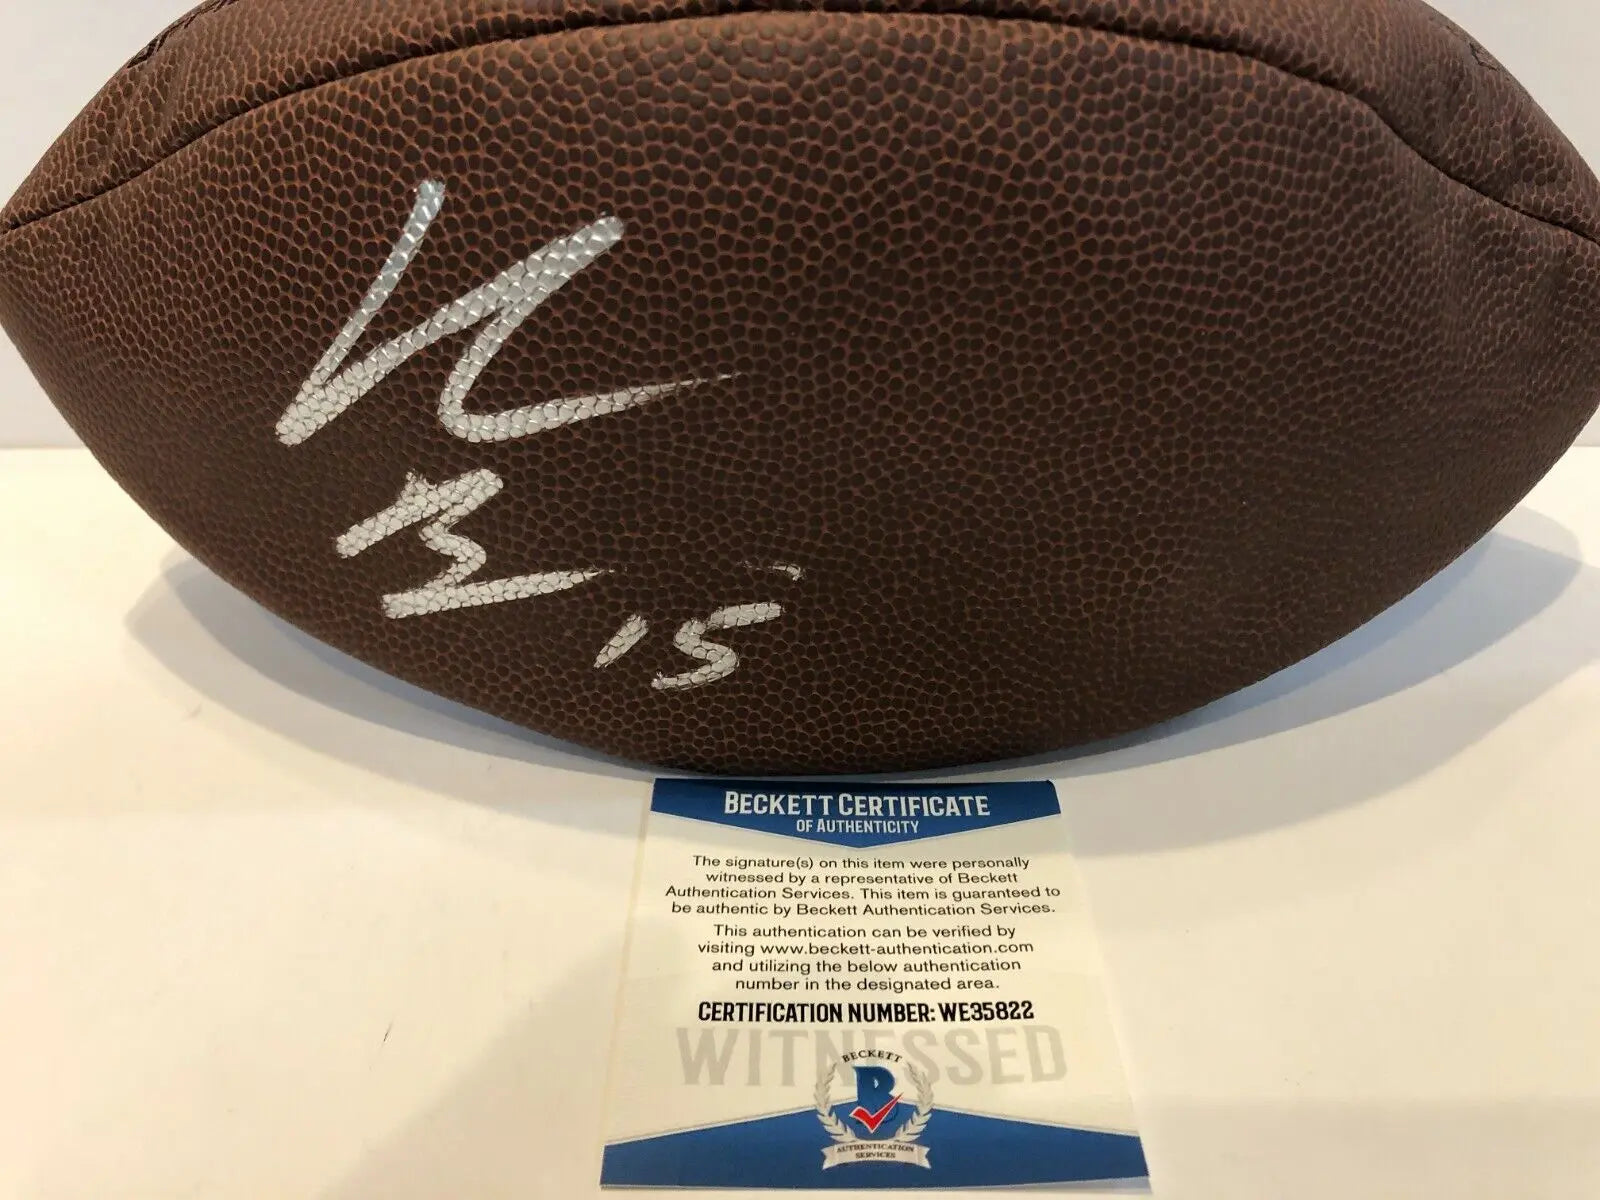 15
BECKETT CERTIFICATE
OF AUTHENTICITY
The signature(s) on this item were personally
witnessed by a representative of Beckett
Authentication Services. This item is guaranteed to
be authentic by Beckett Authentication Services.
This authentication can be verified by
visiting www.beckett-authentication.com
and utilizing the below authentication
number in the designated area.
CERTIFICATION NUMBER: WE35822
WITNESSED
BECKETT
B
AUTHENTICATION
SERVICES